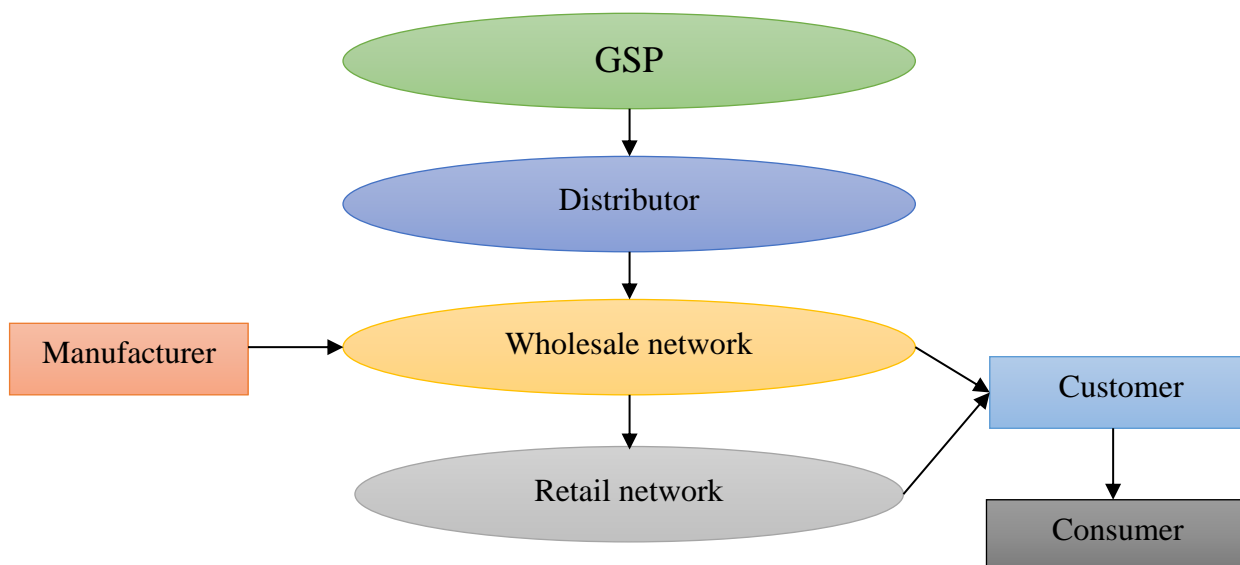 GSP
Distributor
Wholesale network
Manufacturer
Customer
Retail network
Consumer